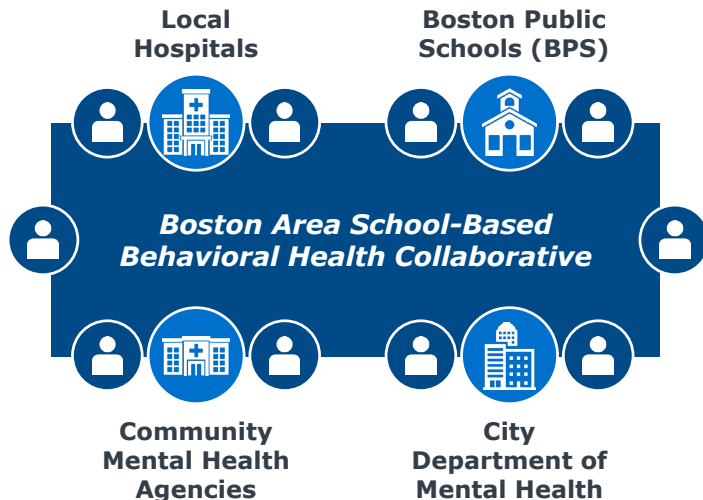 Local
Hospitals
Boston Public
Schools (BPS)
Boston Area School-Based
Behavioral Health Collaborative
Community
Mental Health
Agencies
City
Department of
Mental Health